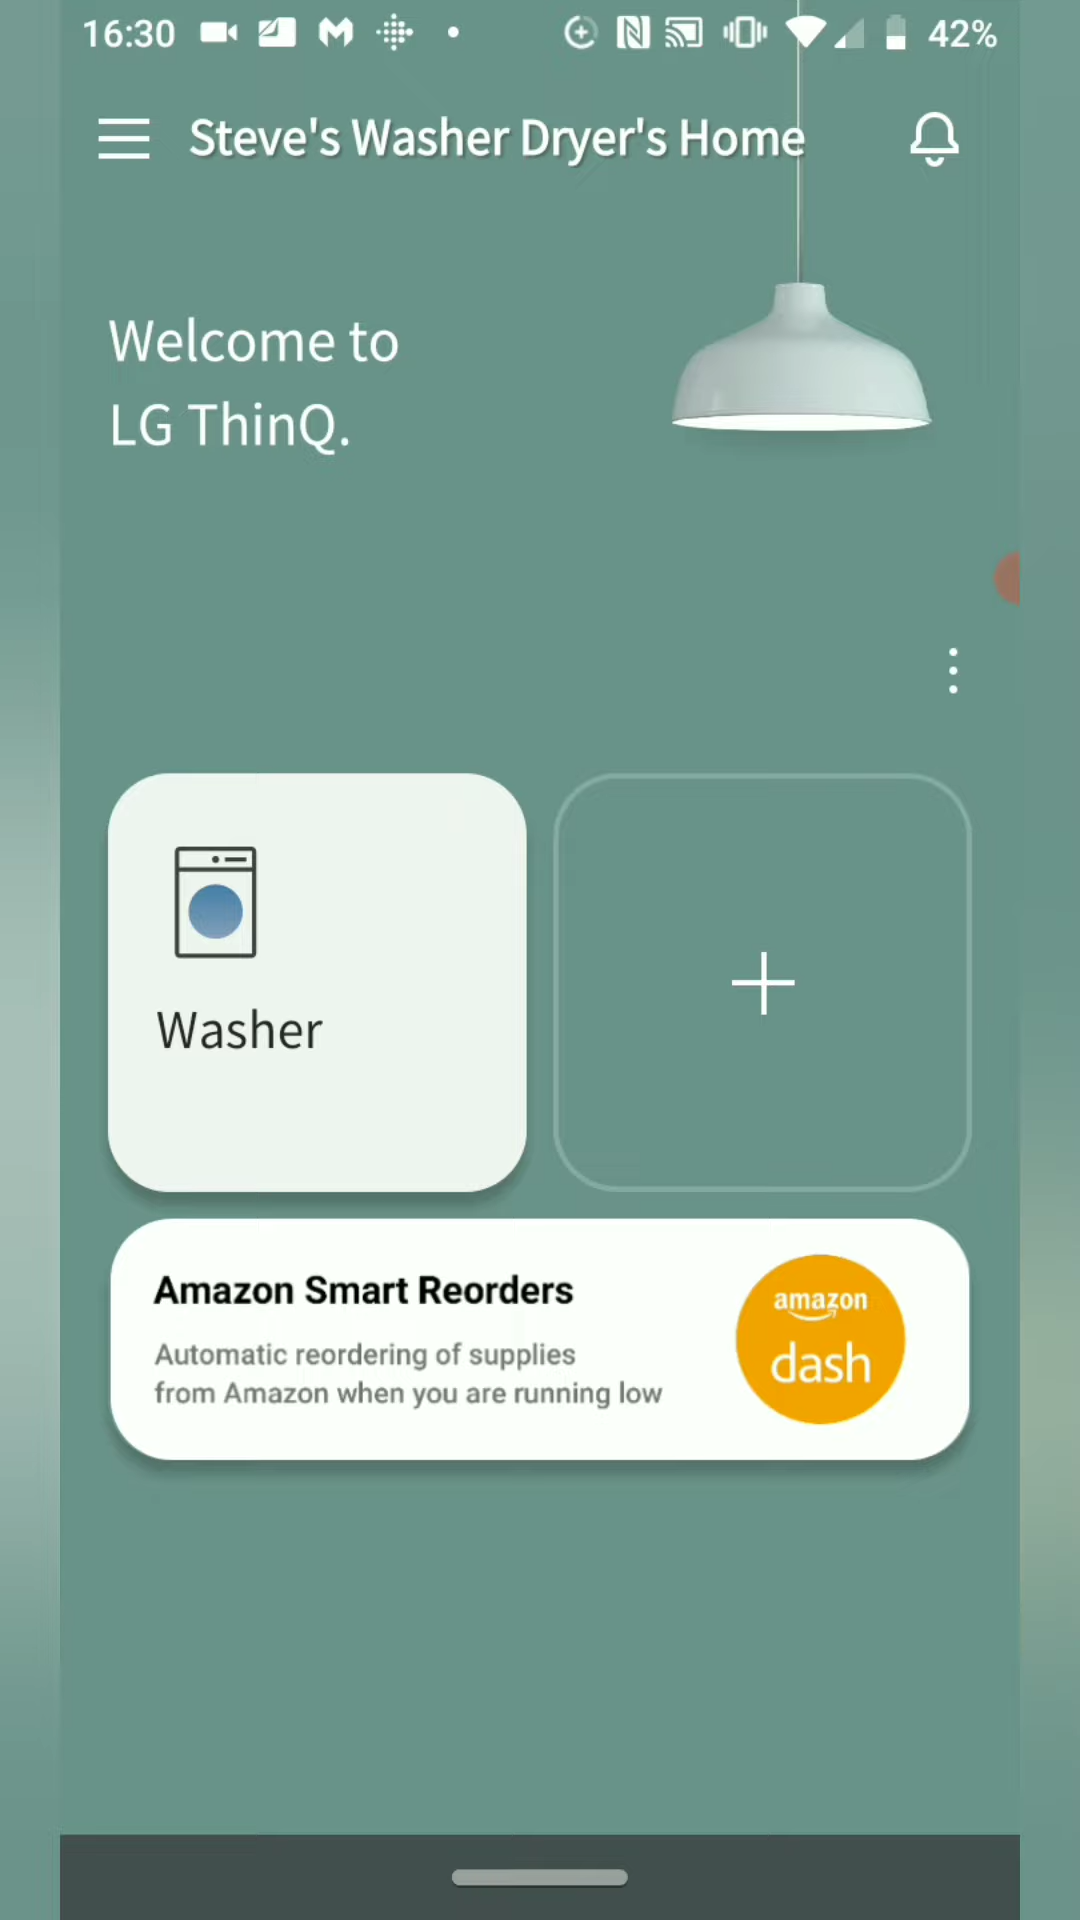 16:30
42%
Steve's Washer Dryer's Home
Welcome to
LG ThinQ.
Washer
Amazon Smart Reorders
Automatic reordering of supplies
from Amazon when you are running low
amazon
dash